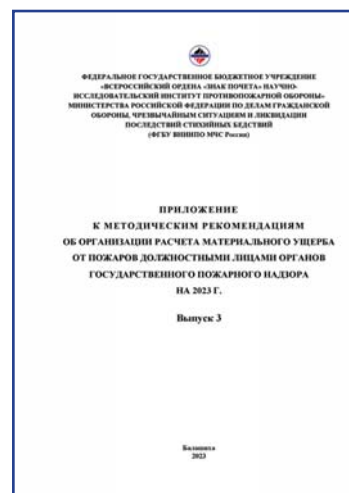 ФЕДЕРАЛЬНОЕ ГОСУДАРСТВЕННОЕ БЮДЖЕТНОЕ УЧРЕЖДЕНИЕ
«ВСЕРОССИЙСКИЙ ОРДЕНА «ЗНАК ПОЧЕТА» НАУЧНО-
ИССЛЕДОВАТЕЛЬСКИЙ ИНСТИТУТ ПРОТИВОПОЖАРНОЙ ОБОРОНЫ»
МИНИСТЕРСТВА РОССИЙСКОЙ ФЕДЕРАЦИИ ПО ДЕЛАМ ГРАЖДАНСКОЙ
ОБОРОНЫ, ЧРЕЗВЫЧАЙНЫМ СИТУАЦИЯМ И ЛИКВИДАЦИИ
ПОСЛЕДСТВИЙ СТИХИЙНЫХ БЕДСТВИЙ
(ФГБУ ВНИИПО МЧС России)
ПРИЛОЖЕНИЕ
К МЕТОДИЧЕСКИМ РЕКОМЕНДАЦИЯМ
ОБ ОРГАНИЗАЦИИ РАСЧЕТА МАТЕРИАЛЬНОГО УЩЕРБА
ОТ ПОЖАРОВ ДОЛЖНОСТНЫМИ ЛИЦАМИ ОРГАНОВ
ГОСУДАРСТВЕННОГО ПОЖАРНОГО НАДЗОРА
НА 2023 Г.
Выпуск 3
Балашиха
2023